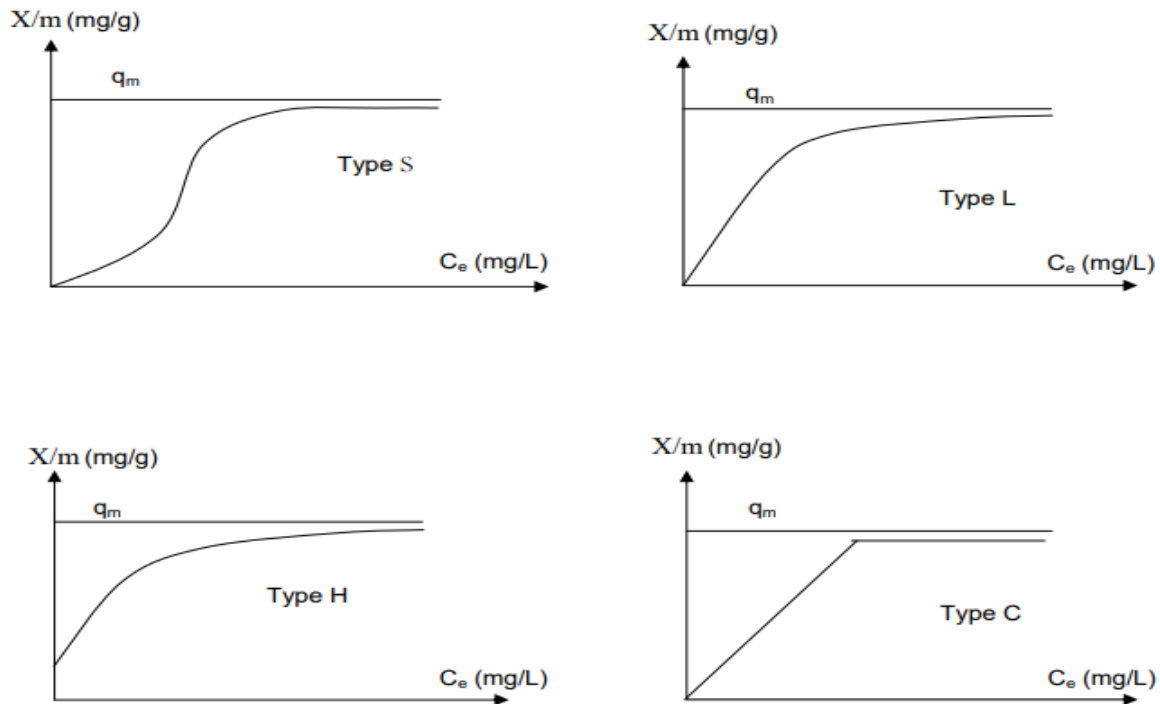 X/m (mg/g)
qₘ
Type S
Cₑ (mg/L)
X/m (mg/g)
qₘ
Type L
Cₑ (mg/L)
X/m (mg/g)
qₘ
Type H
Cₑ (mg/L)
X/m (mg/g)
qₘ
Type C
Cₑ (mg/L)